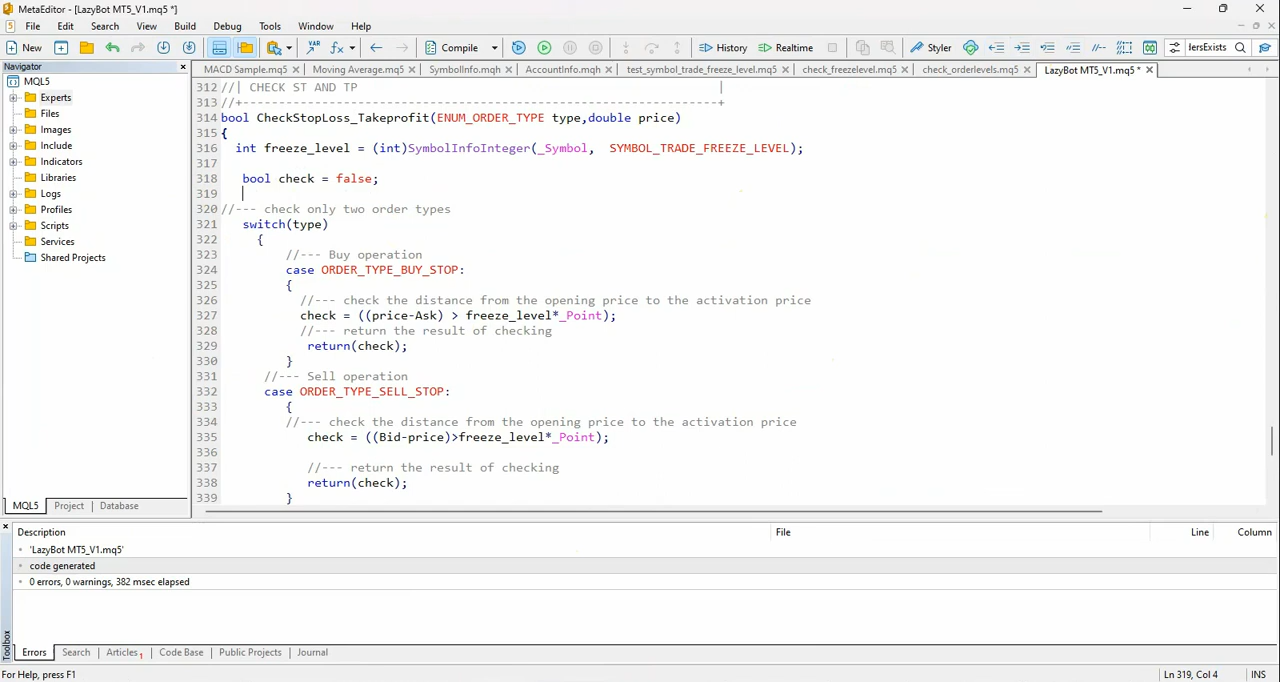 MetaEditor - [LazyBot MT5_V1.mq5 *]
File Edit Search View Build Debug Tools Window Help
New Compile History Realtime Styler lersExists
Navigator
MACD Sample.mq5 Moving Average.mq5 SymbolInfo.mqh AccountInfo.mqh test_symbol_trade_freeze_level.mq5 check_freezelevel.mq5 check_orderlevels.mq5 LazyBot MT5_V1.mq5 *
MQL5
Experts
Files
Images
Include
Indicators
Libraries
Logs
Profiles
Scripts
Services
Shared Projects
312 //| CHECK ST AND TP |
313 //+------------------------------------------------------------------+
314 bool CheckStopLoss_Takeprofit(ENUM_ORDER_TYPE type,double price)
315 {
316 int freeze_level = (int)SymbolInfoInteger(_Symbol, SYMBOL_TRADE_FREEZE_LEVEL);
317
318 bool check = false;
319
320 //--- check only two order types
321 switch(type)
322 {
323 //--- Buy operation
324 case ORDER_TYPE_BUY_STOP:
325 {
326 //--- check the distance from the opening price to the activation price
327 check = ((price-Ask) > freeze_level*_Point);
328 //--- return the result of checking
329 return(check);
330 }
331 //--- Sell operation
332 case ORDER_TYPE_SELL_STOP:
333 {
334 //--- check the distance from the opening price to the activation price
335 check = ((Bid-price)>freeze_level*_Point);
336
337 //--- return the result of checking
338 return(check);
339 }
MQL5 Project Database
Description File Line Column
'LazyBot MT5_V1.mq5'
code generated
0 errors, 0 warnings, 382 msec elapsed
Toolbox
Errors Search Articles 1 Code Base Public Projects Journal
For Help, press F1 Ln 319, Col 4 INS